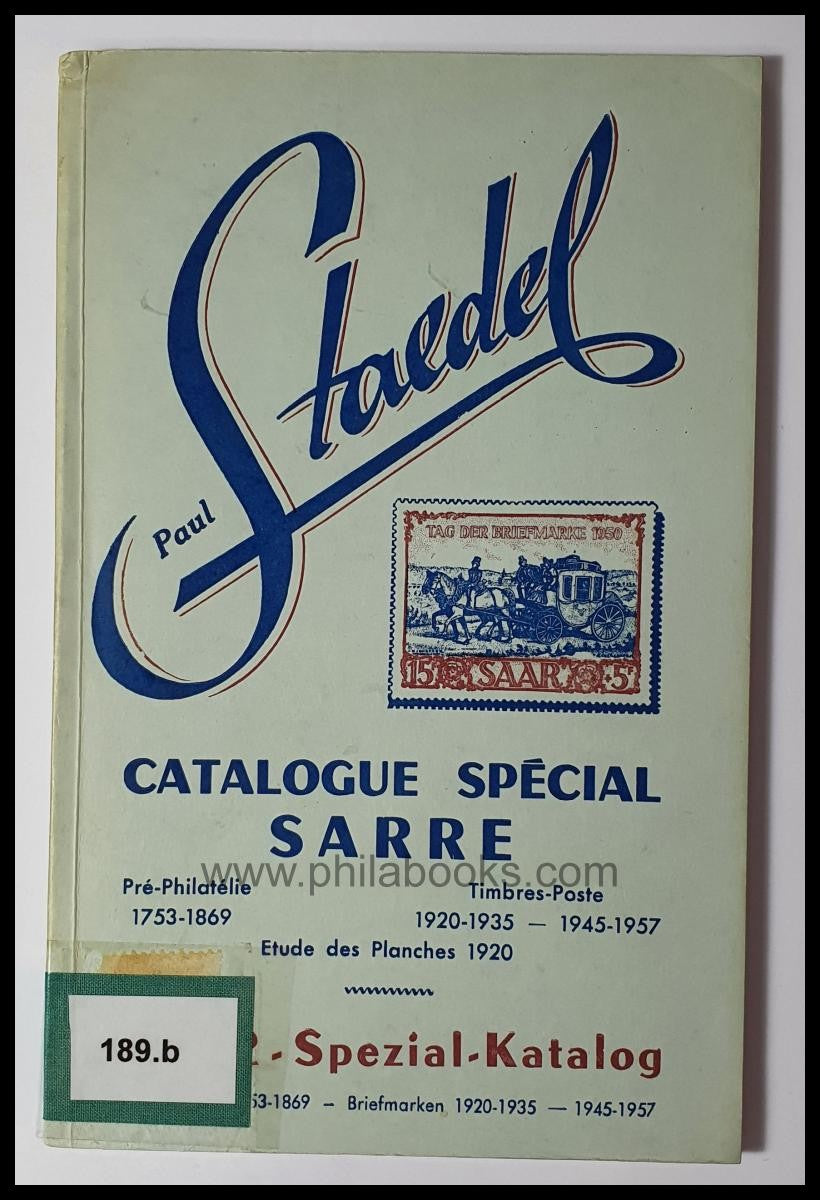 Staedel
Paul
TAG DER BRIEFMARKE 1950
15 SAAR +5
CATALOGUE SPÉCIAL
SARRE
www.philabooks.com
Pré-Philatélie Timbres-Poste
1753-1869 1920-1935 — 1945-1957
Etude des Planches 1920
- Spezial-Katalog
189.b
53-1869 – Briefmarken 1920-1935 — 1945-1957